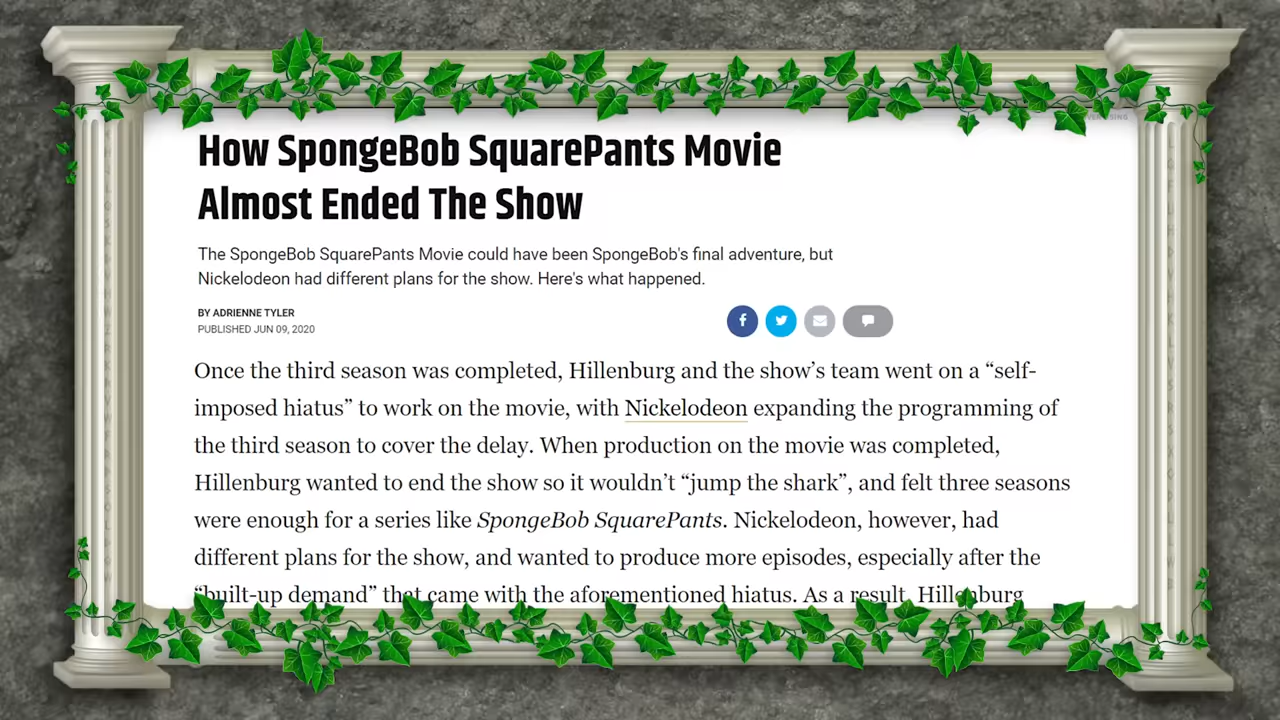 How SpongeBob SquarePants Movie
Almost Ended The Show
The SpongeBob SquarePants Movie could have been SpongeBob's final adventure, but
Nickelodeon had different plans for the show. Here's what happened.
BY ADRIENNE TYLER
PUBLISHED JUN 09, 2020
Once the third season was completed, Hillenburg and the show’s team went on a “self-
imposed hiatus” to work on the movie, with Nickelodeon expanding the programming of
the third season to cover the delay. When production on the movie was completed,
Hillenburg wanted to end the show so it wouldn’t “jump the shark”, and felt three seasons
were enough for a series like SpongeBob SquarePants. Nickelodeon, however, had
different plans for the show, and wanted to produce more episodes, especially after the
“built-up demand” that came with the aforementioned hiatus. As a result, Hillenburg